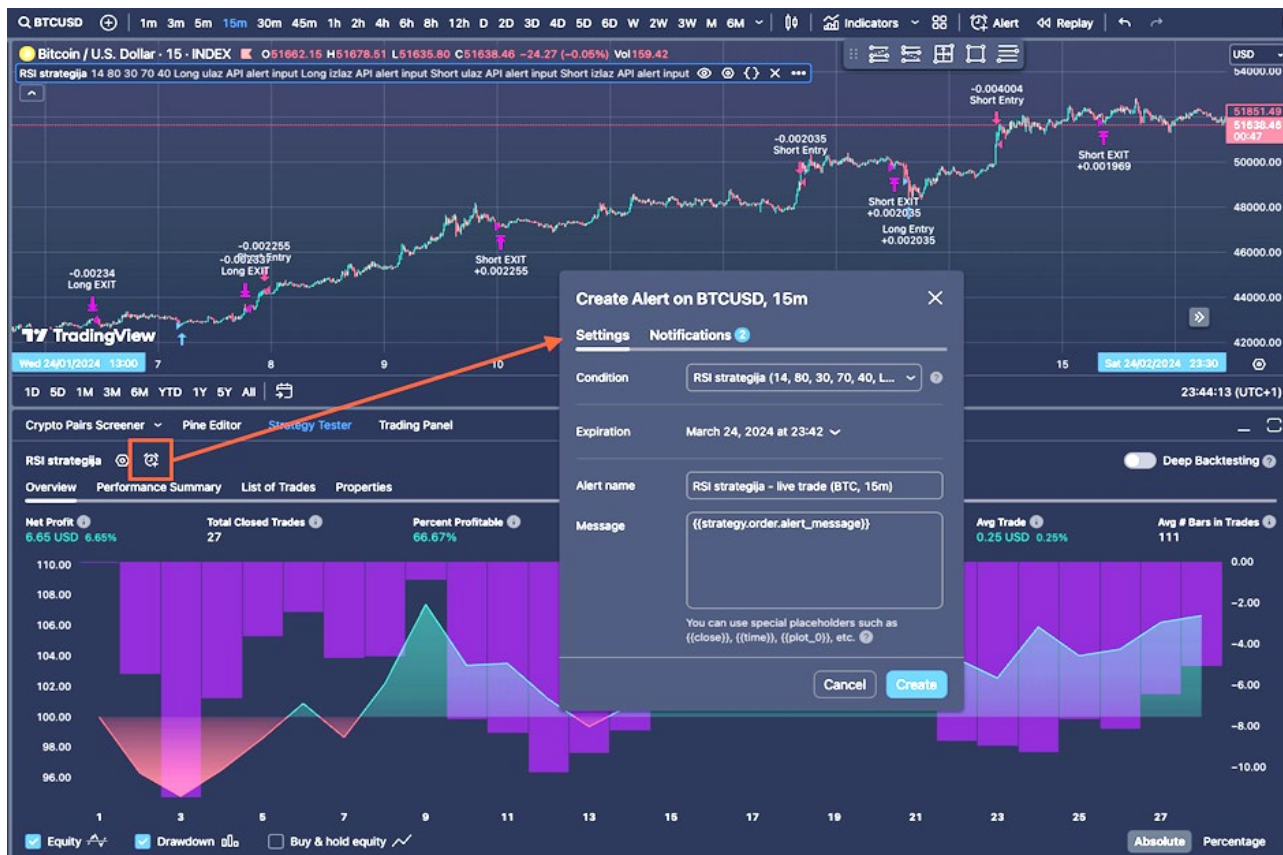 BTCUSD 1m 3m 5m 15m 30m 45m 1h 2h 4h 6h 8h 12h D 2D 3D 4D 5D 6D W 2W 3W M 6M Indicators Alert Replay
Bitcoin / U.S. Dollar · 15 · INDEX O51662.15 H51678.51 L51635.80 C51638.46 −24.27 (−0.05%) Vol159.42
USD
RSI strategija 14 80 30 70 40 Long ulaz API alert input Long izlaz API alert input Short ulaz API alert input Short izlaz API alert input
54000.00
-0.004004
Short Entry
51851.49
51638.46
00:47
-0.002035
Short Entry
Short EXIT
+0.001969
50000.00
Short EXIT
+0.002035
48000.00
Long Entry
+0.002035
-0.002255
Long EXIT
Short EXIT
+0.002255
46000.00
-0.00234
Long EXIT
44000.00
TradingView
42000.00
Wed 24/01/2024 13:00 7 8 9 10 15 Sat 24/02/2024 23:30
1D 5D 1M 3M 6M YTD 1Y 5Y All
23:44:13 (UTC+1)
Crypto Pairs Screener Pine Editor Strategy Tester Trading Panel
RSI strategija
Deep Backtesting
Overview Performance Summary List of Trades Properties
Net Profit Total Closed Trades Percent Profitable Avg Trade Avg # Bars in Trades
6.65 USD 6.65% 27 66.67% 0.25 USD 0.25% 111
Create Alert on BTCUSD, 15m
Settings Notifications 2
Condition RSI strategija (14, 80, 30, 70, 40, L...
Expiration March 24, 2024 at 23:42
Alert name RSI strategija - live trade (BTC, 15m)
Message {{strategy.order.alert_message}}
You can use special placeholders such as
{{close}}, {{time}}, {{plot_0}}, etc.
Cancel Create
110.00 0.00
108.00
−2.00
106.00
−4.00
104.00
102.00 −6.00
100.00
−8.00
98.00
−10.00
96.00
1 3 5 7 9 11 13 15 17 19 21 23 25 27
Equity Drawdown Buy & hold equity Absolute Percentage